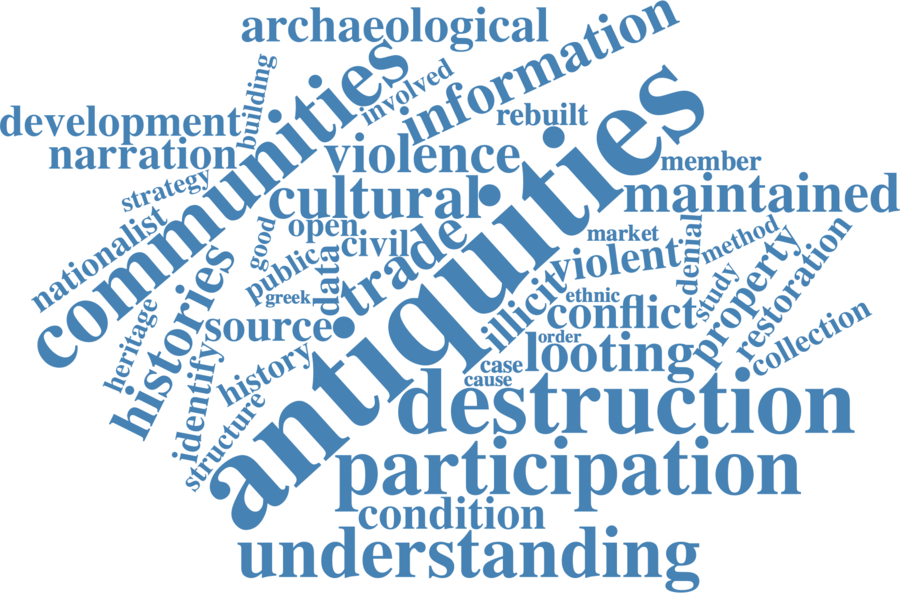 archaeological
information
communities
building
involved
development
rebuilt
narration
violence
antiquities
member
strategy
cultural
maintained
nationalist
good
open
civil
trade
market
denial
method
public
data
violent
property
restoration
histories
greek
illicit
ethnic
study
heritage
source
conflict
collection
identify
history
order
looting
case
cause
structure
destruction
participation
condition
understanding